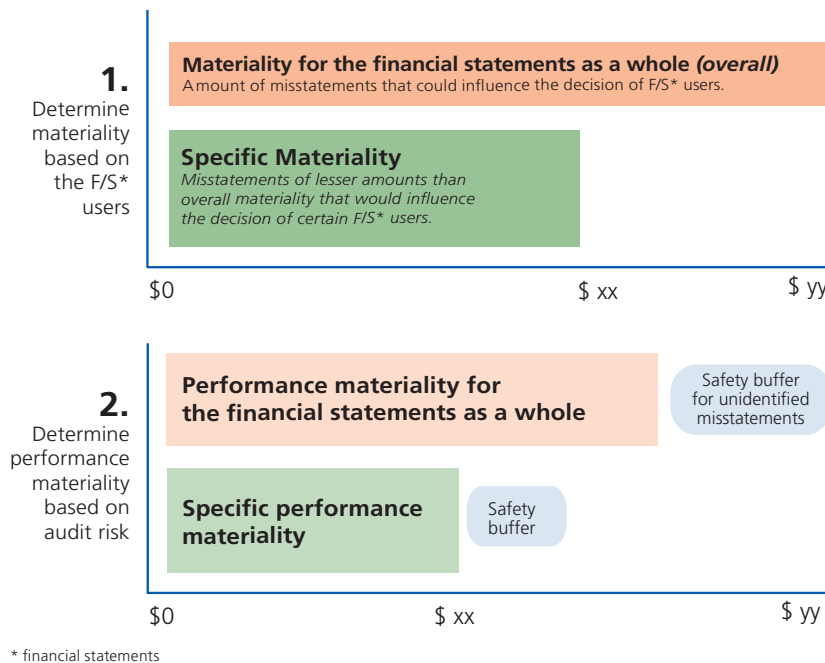 1.
Determine
materiality
based on
the F/S*
users
Materiality for the financial statements as a whole (overall)
Amount of misstatements that could influence the decision of F/S* users.
Specific Materiality
Misstatements of lesser amounts than
overall materiality that would influence
the decision of certain F/S* users.
$0
$ xx
$ yy
2.
Determine
performance
materiality
based on
audit risk
Performance materiality for
the financial statements as a whole
Safety buffer
for unidentified
misstatements
Specific performance
materiality
Safety
buffer
$0
$ xx
$ yy
* financial statements